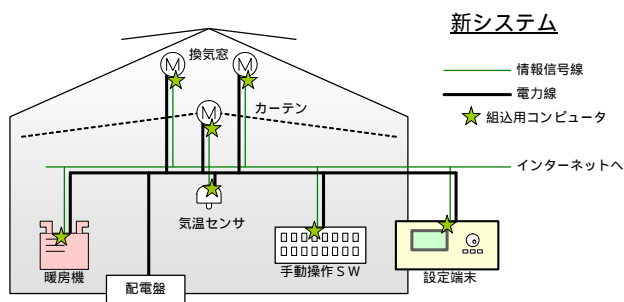 新システム
情報信号線
電力線
組込用コンピュータ
換気窓
M
M
M
カーテン
インターネットへ
気温センサ
暖房機
手動操作ＳＷ
設定端末
配電盤